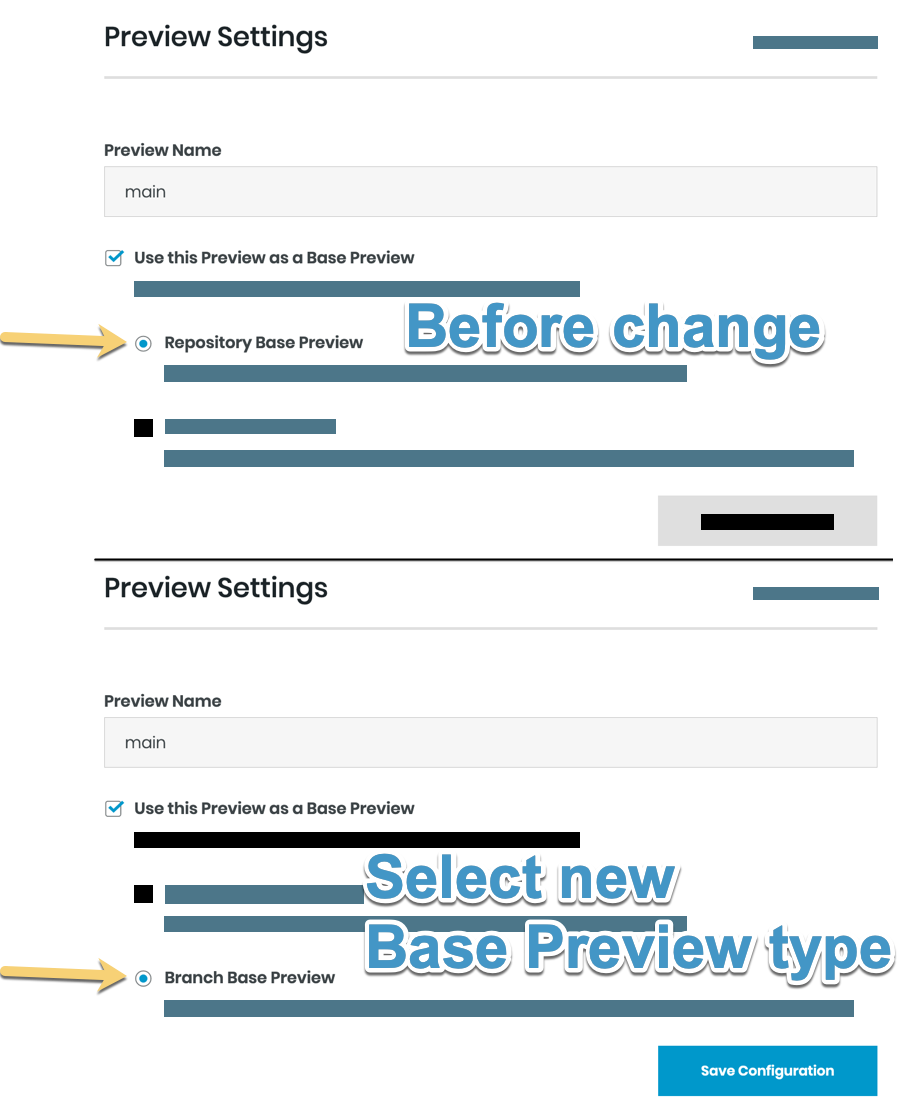 Preview Settings
Preview Name
main
Use this Preview as a Base Preview
Before change
Repository Base Preview
Preview Settings
Preview Name
main
Use this Preview as a Base Preview
Select new
Base Preview type
Branch Base Preview
Save Configuration